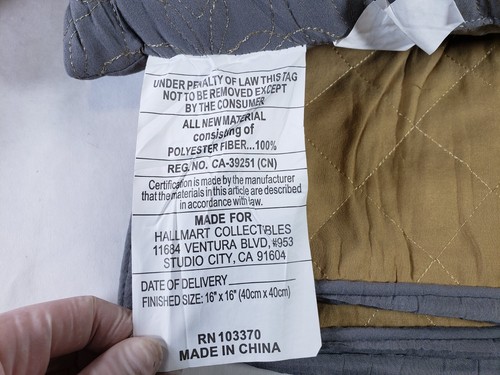 UNDER PENALTY OF LAW THIS TAG
NOT TO BE REMOVED EXCEPT
BY THE CONSUMER
ALL NEW MATERIAL
consisting of
POLYESTER FIBER...100%
REG. NO. CA-39251 (CN)
Certification is made by the manufacturer
that the materials in this article are described
in accordance with law.
MADE FOR
HALLMART COLLECTIBLES
11684 VENTURA BLVD, #953
STUDIO CITY, CA 91604
DATE OF DELIVERY
FINISHED SIZE: 16" x 16" (40cm x 40cm)
RN 103370
MADE IN CHINA